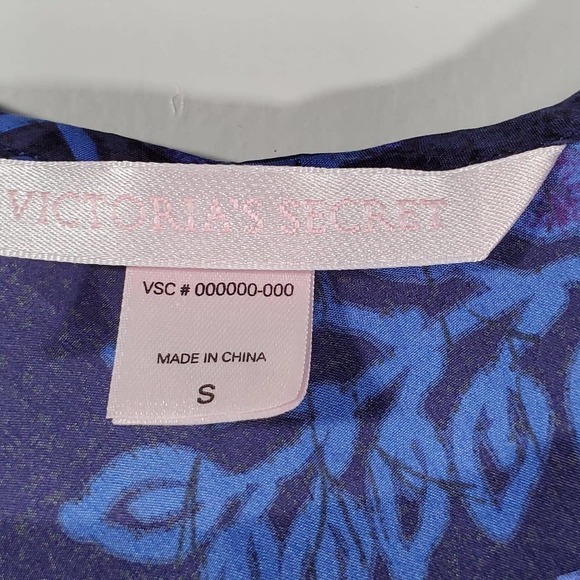 VICTORIA'S SECRET
VSC # 000000-000
MADE IN CHINA
S